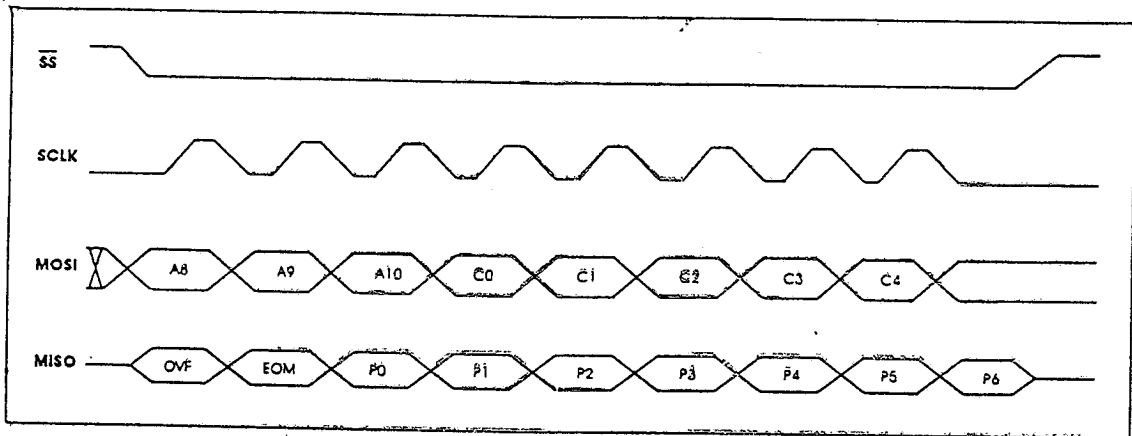 S̅S̅
SCLK
MOSI A8 A9 A10 C0 C1 C2 C3 C4
MISO OVF EOM P0 P1 P2 P3 P4 P5 P6